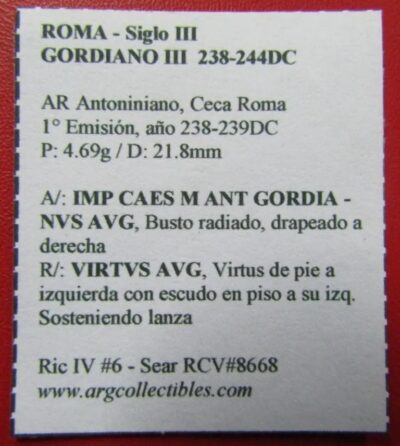 ROMA - Siglo III
GORDIANO III 238-244DC
AR Antoniniano, Ceca Roma
1° Emisión, año 238-239DC
P: 4.69g / D: 21.8mm
A/: IMP CAES M ANT GORDIA -
NVS AVG, Busto radiado, drapeado a
derecha
R/: VIRTVS AVG, Virtus de pie a
izquierda con escudo en piso a su izq.
Sosteniendo lanza
Ric IV #6 - Sear RCV#8668
www.argcollectibles.com